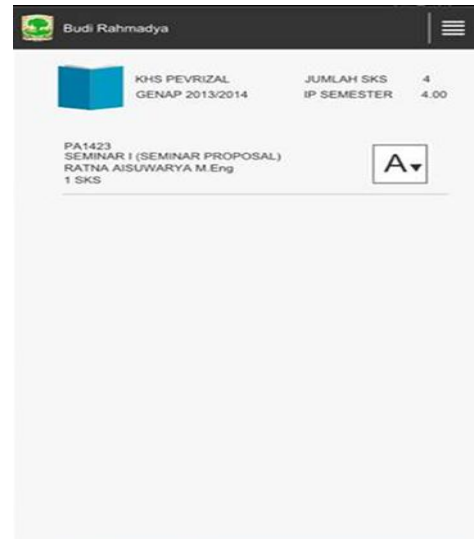 Budi Rahmadya
KHS PEVRIZAL JUMLAH SKS 4
GENAP 2013/2014 IP SEMESTER 4.00
PA1423
SEMINAR I (SEMINAR PROPOSAL)
RATNA AISUWARYA M.Eng
1 SKS
A